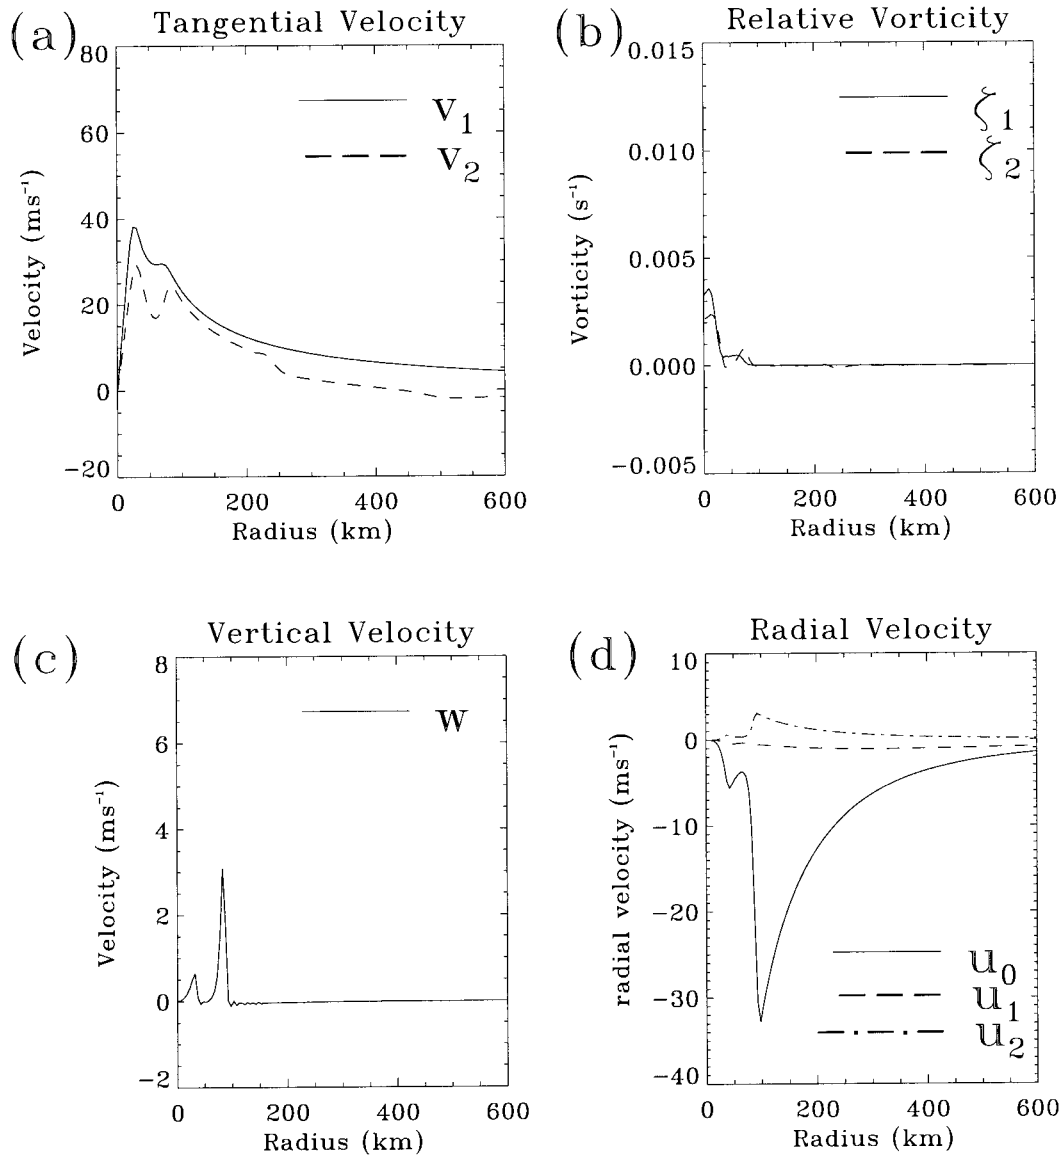 (a)
Tangential Velocity
80
60
40
20
0
-20
Velocity (ms⁻¹)
v₁
v₂
0 200 400 600
Radius (km)
(b)
Relative Vorticity
0.015
0.010
0.005
0.000
-0.005
Vorticity (s⁻¹)
ζ₁
ζ₂
0 200 400 600
Radius (km)
(c)
Vertical Velocity
8
6
4
2
0
-2
Velocity (ms⁻¹)
w
0 200 400 600
Radius (km)
(d)
Radial Velocity
10
0
-10
-20
-30
-40
radial velocity (ms⁻¹)
u₀
u₁
u₂
0 200 400 600
Radius (km)